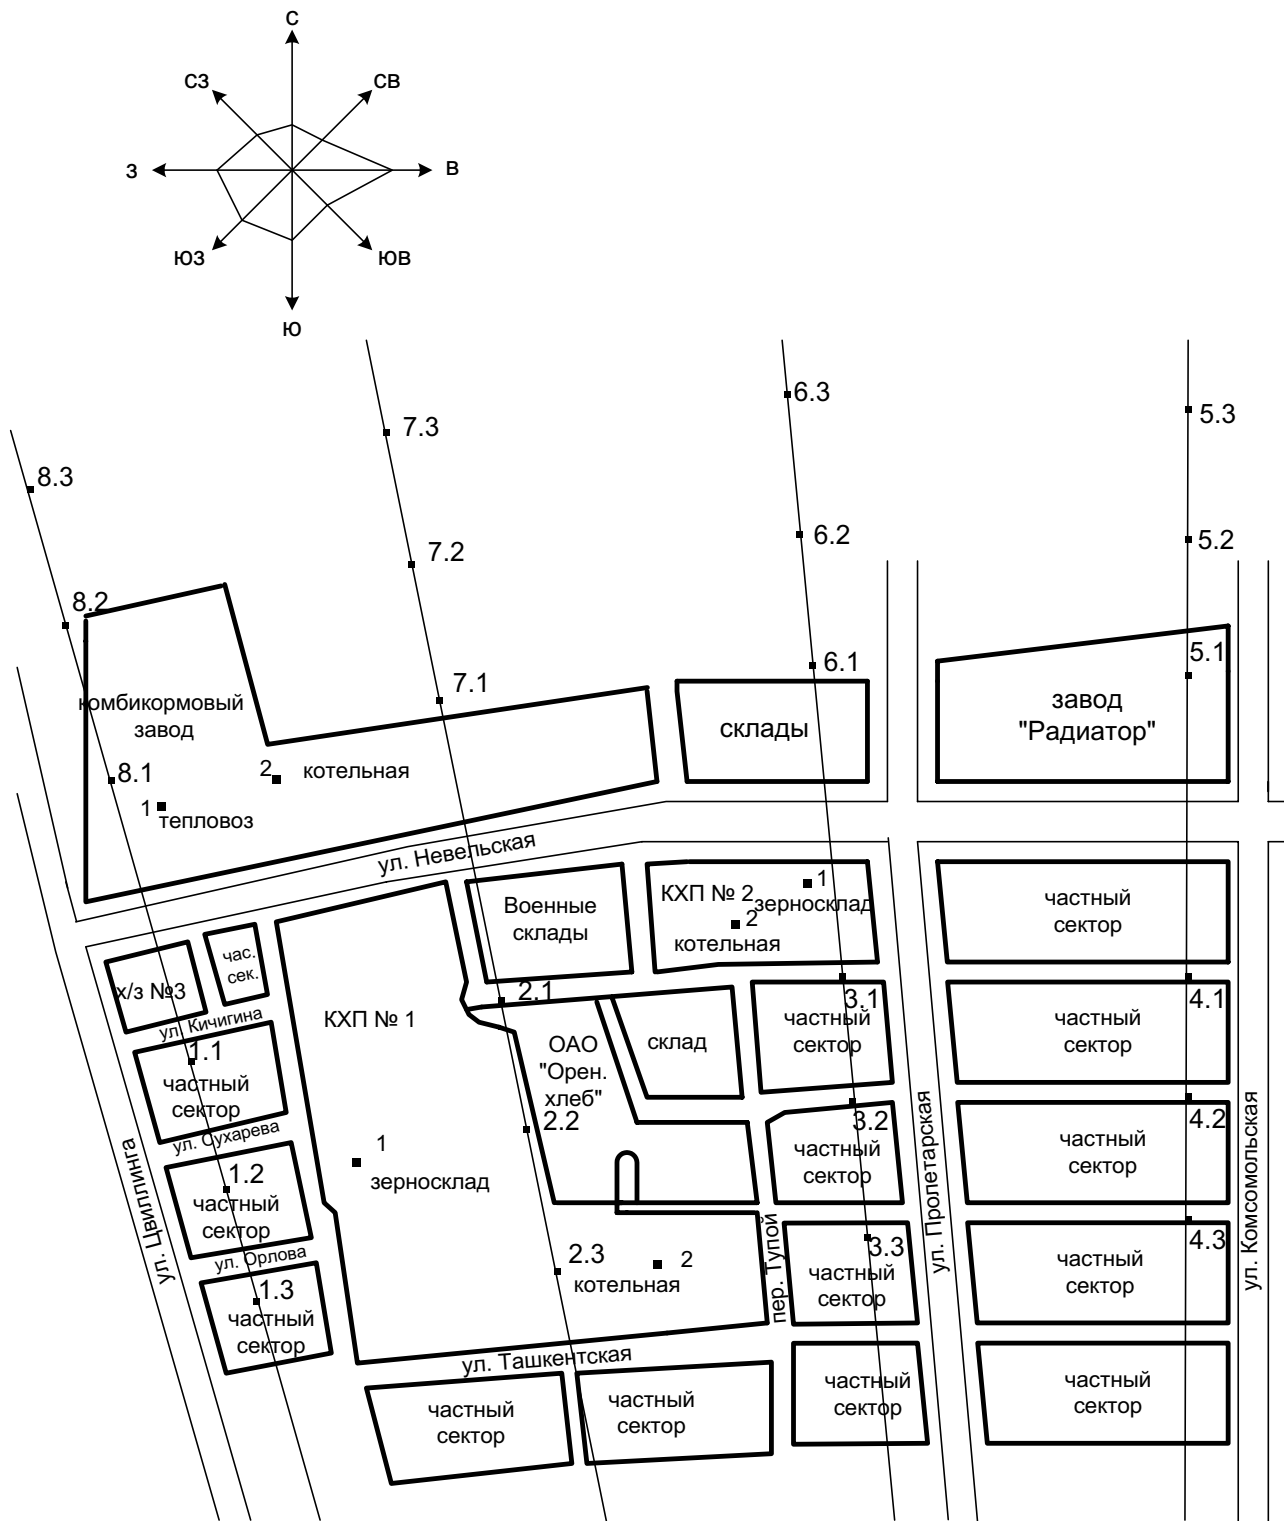 С
СЗ
СВ
З
В
ЮЗ
ЮВ
Ю
6.3
5.3
7.3
8.3
6.2
5.2
7.2
8.2
6.1
5.1
7.1
комбикормовый
завод
склады
завод
"Радиатор"
8.1
2
котельная
1
тепловоз
ул. Невельская
Военные
склады
КХП № 2
1
зерносклад
2
котельная
частный
сектор
час.
сек.
х/з №3
ул. Кичигина
КХП № 1
2.1
ОАО
"Орен.
хлеб"
склад
3.1
частный
сектор
4.1
частный
сектор
1.1
частный
сектор
ул. Сухарева
2.2
3.2
частный
сектор
4.2
частный
сектор
1
зерносклад
1.2
частный
сектор
ул. Орлова
ул. Цвиллинга
2.3
2
котельная
пер. Тупой
3.3
частный
сектор
ул. Пролетарская
4.3
частный
сектор
ул. Комсомольская
1.3
частный
сектор
ул. Ташкентская
частный
сектор
частный
сектор
частный
сектор
частный
сектор